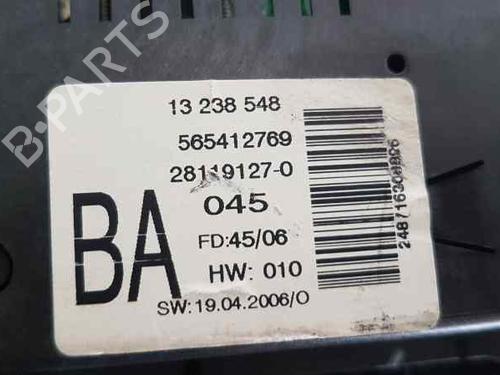 B-PARTS
13 238 548
565412769
28119127-0
045
BA
FD:45/06
HW: 010
SW:19.04.2006/O